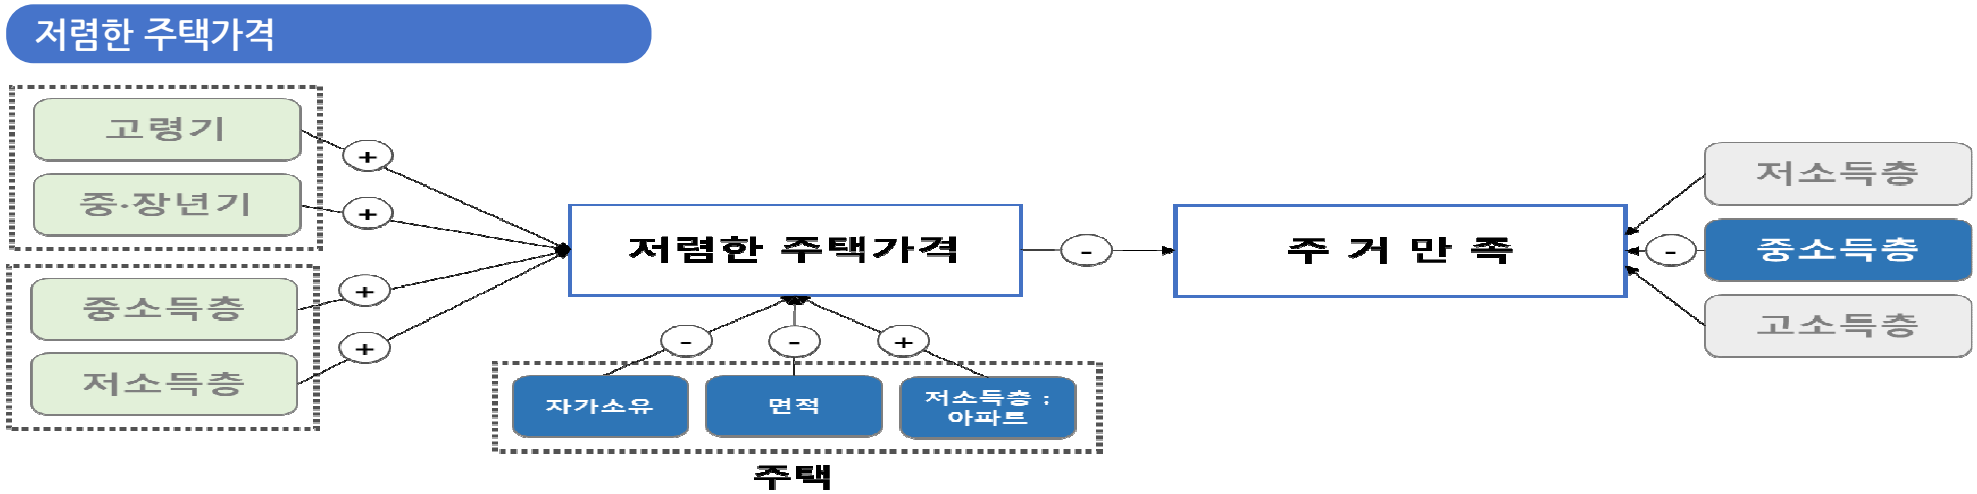 저렴한 주택가격
고령기
+
중·장년기
+
중소득층
+
저소득층
+
저렴한 주택가격
-
주거만족
저소득층
-
중소득층
고소득층
-
-
+
자가소유
면적
저소득층 :
아파트
주택